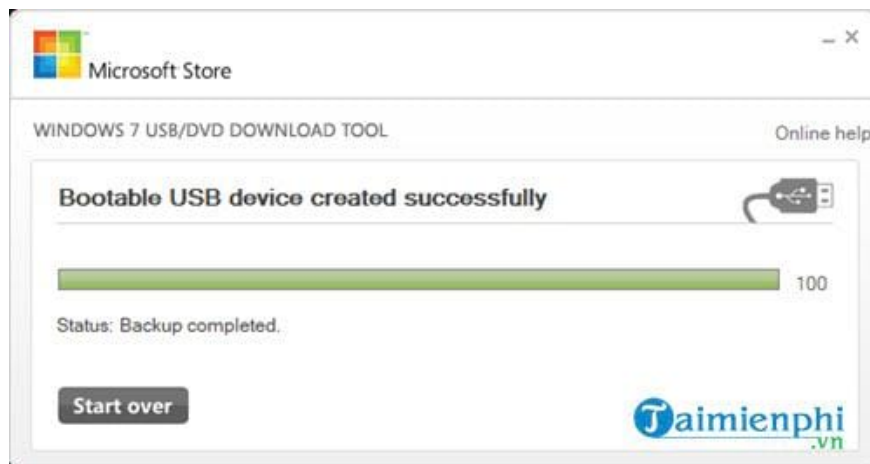 Microsoft Store
WINDOWS 7 USB/DVD DOWNLOAD TOOL
Online help
Bootable USB device created successfully
100
Status: Backup completed.
Start over
Taimienphi
.vn